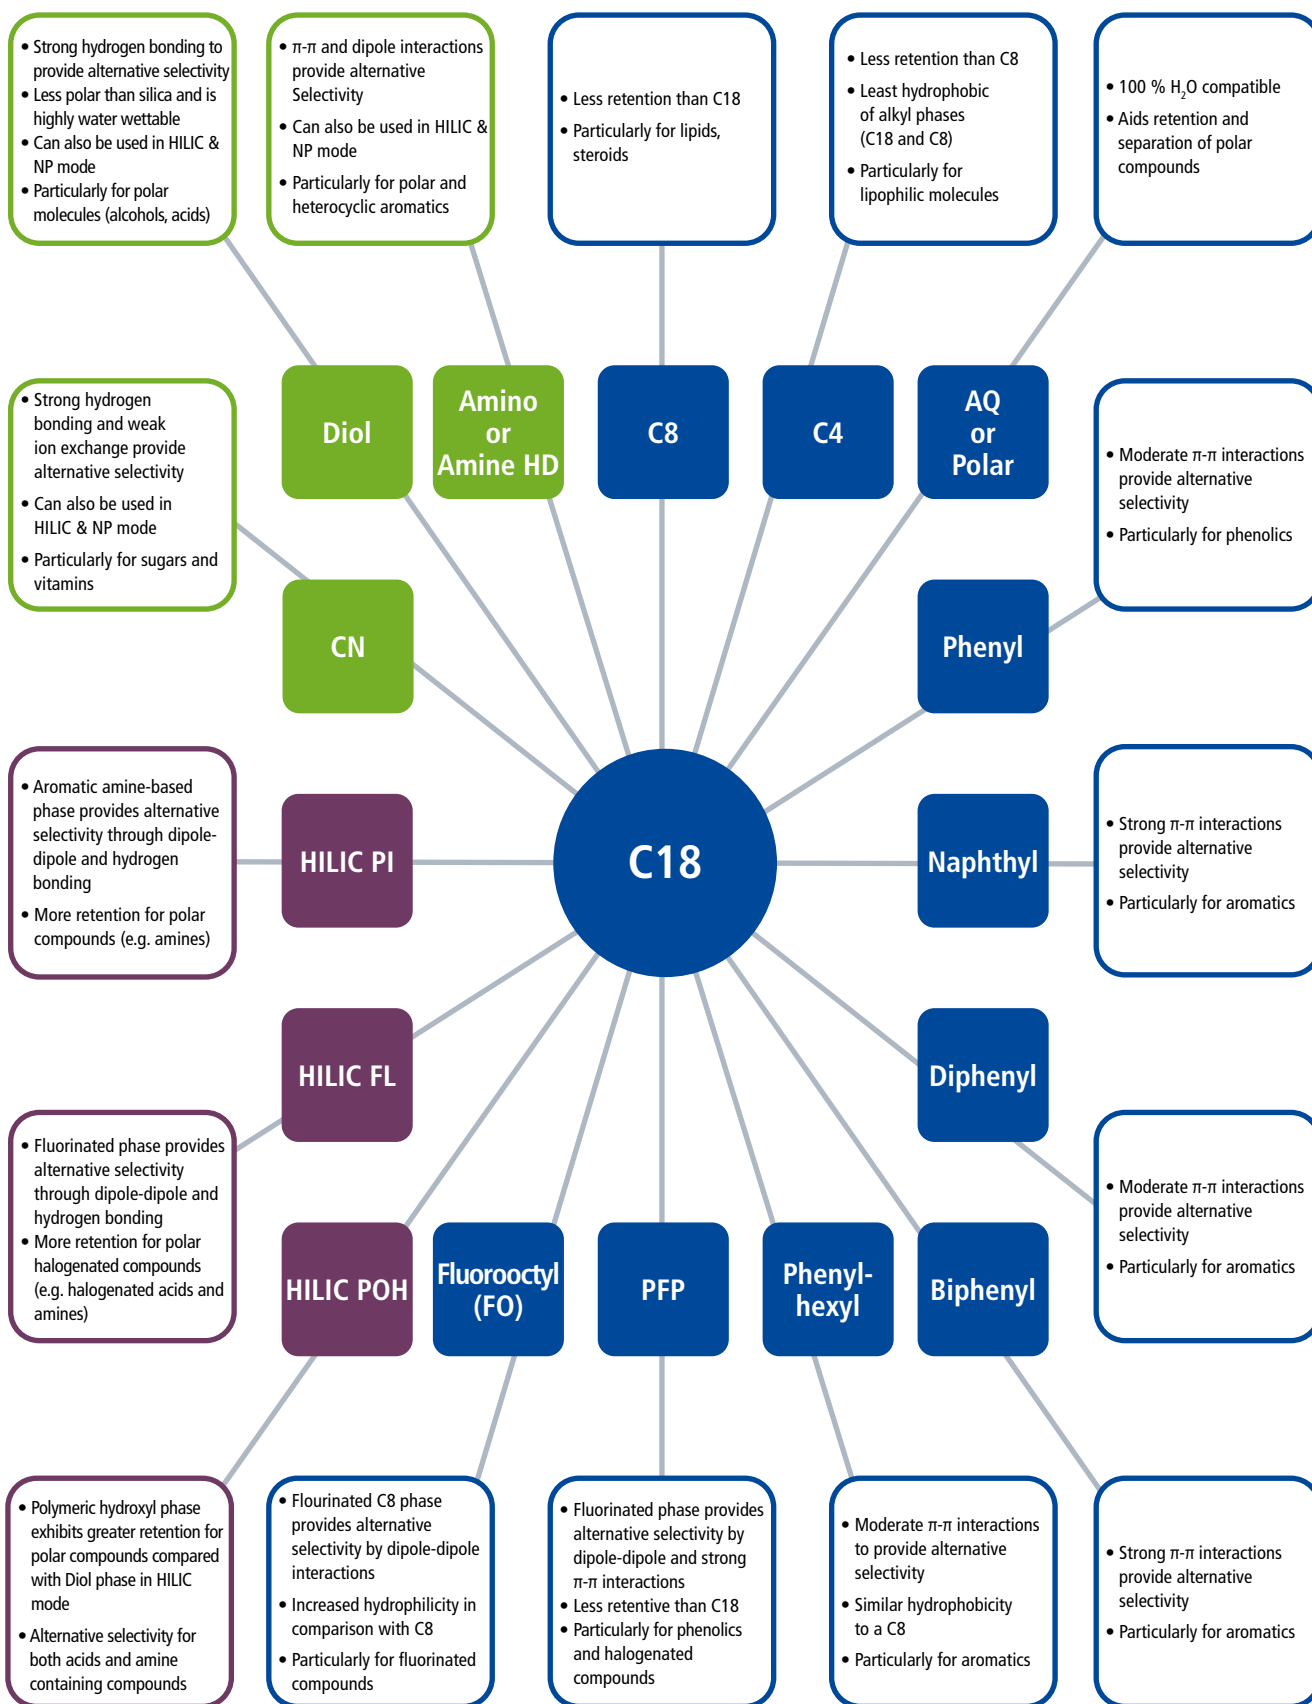 • Strong hydrogen bonding to
provide alternative selectivity
• Less polar than silica and is
highly water wettable
• Can also be used in HILIC &
NP mode
• Particularly for polar
molecules (alcohols, acids)
• π-π and dipole interactions
provide alternative
Selectivity
• Can also be used in HILIC &
NP mode
• Particularly for polar and
heterocyclic aromatics
• Less retention than C18
• Particularly for lipids,
steroids
• Less retention than C8
• Least hydrophobic
of alkyl phases
(C18 and C8)
• Particularly for
lipophilic molecules
• 100 % H₂O compatible
• Aids retention and
separation of polar
compounds
• Strong hydrogen
bonding and weak
ion exchange provide
alternative selectivity
• Can also be used in
HILIC & NP mode
• Particularly for sugars and
vitamins
Diol
Amino
or
Amine HD
C8
C4
AQ
or
Polar
• Moderate π-π interactions
provide alternative
selectivity
• Particularly for phenolics
CN
Phenyl
• Aromatic amine-based
phase provides alternative
selectivity through dipole-
dipole and hydrogen
bonding
• More retention for polar
compounds (e.g. amines)
HILIC PI
C18
Naphthyl
• Strong π-π interactions
provide alternative
selectivity
• Particularly for aromatics
HILIC FL
Diphenyl
• Fluorinated phase provides
alternative selectivity
through dipole-dipole and
hydrogen bonding
• More retention for polar
halogenated compounds
(e.g. halogenated acids and
amines)
HILIC POH
Fluorooctyl
(FO)
PFP
Phenyl-
hexyl
Biphenyl
• Moderate π-π interactions
provide alternative
selectivity
• Particularly for aromatics
• Polymeric hydroxyl phase
exhibits greater retention for
polar compounds compared
with Diol phase in HILIC
mode
• Alternative selectivity for
both acids and amine
containing compounds
• Flourinated C8 phase
provides alternative
selectivity by dipole-dipole
interactions
• Increased hydrophilicity in
comparison with C8
• Particularly for fluorinated
compounds
• Fluorinated phase provides
alternative selectivity by
dipole-dipole and strong
π-π interactions
• Less retentive than C18
• Particularly for phenolics
and halogenated
compounds
• Moderate π-π interactions
to provide alternative
selectivity
• Similar hydrophobicity
to a C8
• Particularly for aromatics
• Strong π-π interactions
provide alternative
selectivity
• Particularly for aromatics